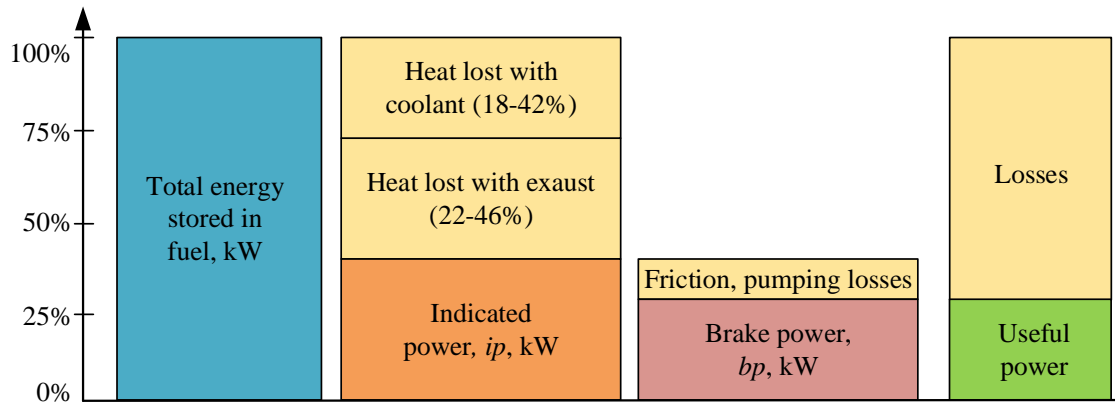 100%
75%
50%
25%
0%
Total energy
stored in
fuel, kW
Heat lost with
coolant (18-42%)
Heat lost with exaust
(22-46%)
Indicated
power, ip, kW
Friction, pumping losses
Brake power,
bp, kW
Losses
Useful
power